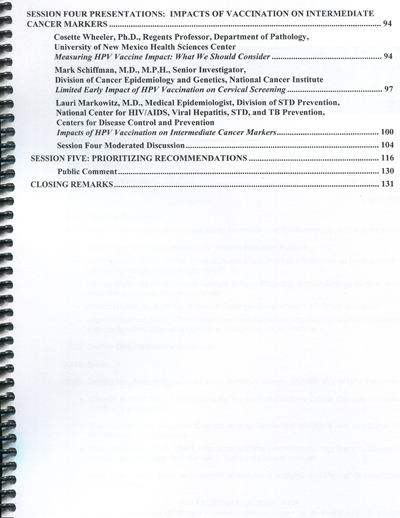 SESSION FOUR PRESENTATIONS: IMPACTS OF VACCINATION ON INTERMEDIATE
CANCER MARKERS ............................................................ 94
Cosette Wheeler, Ph.D., Regents Professor, Department of Pathology,
University of New Mexico Health Sciences Center
Measuring HPV Vaccine Impact: What We Should Consider ............................ 94
Mark Schiffman, M.D., M.P.H., Senior Investigator,
Division of Cancer Epidemiology and Genetics, National Cancer Institute
Limited Early Impact of HPV Vaccination on Cervical Screening ............................ 97
Lauri Markowitz, M.D., Medical Epidemiologist, Division of STD Prevention,
National Center for HIV/AIDS, Viral Hepatitis, STD, and TB Prevention,
Centers for Disease Control and Prevention
Impacts of HPV Vaccination on Intermediate Cancer Markers ............................ 100
Session Four Moderated Discussion ............................ 104
SESSION FIVE: PRIORITIZING RECOMMENDATIONS ............................ 116
Public Comment ............................ 130
CLOSING REMARKS ............................ 131